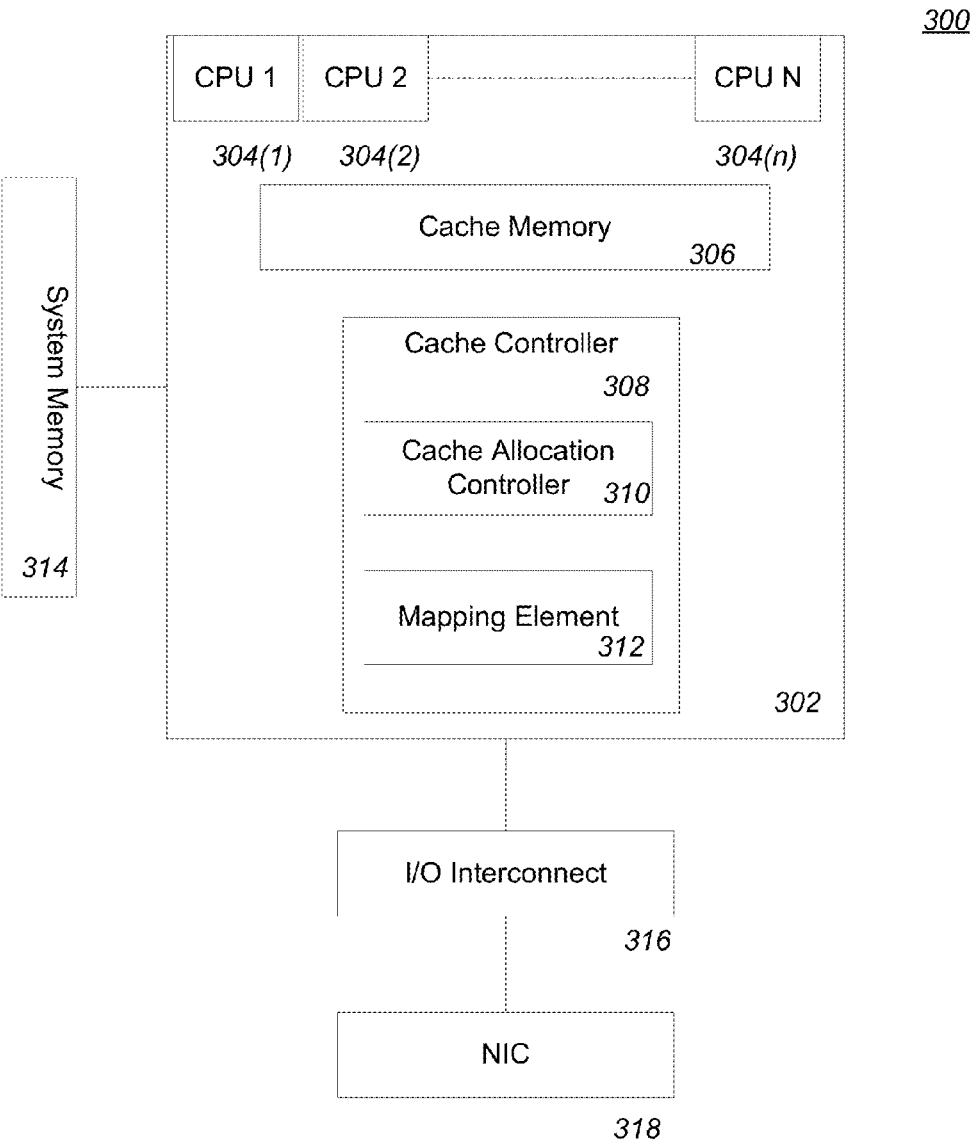 300
CPU 1
CPU 2
CPU N
304(1)
304(2)
304(n)
Cache Memory
306
System Memory
314
Cache Controller
308
Cache Allocation
Controller
310
Mapping Element
312
302
I/O Interconnect
316
NIC
318